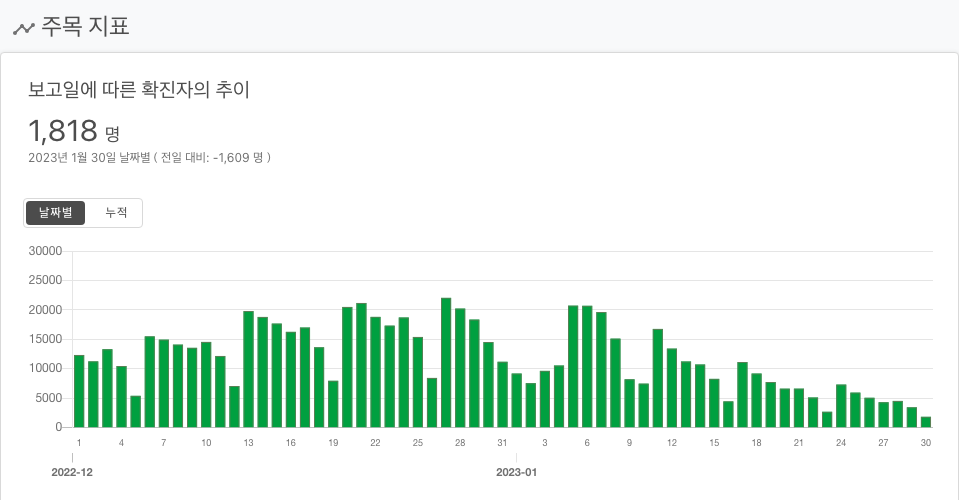 주목 지표
보고일에 따른 확진자의 추이
1,818 명
2023년 1월 30일 날짜별 ( 전일 대비: -1,609 명 )
날짜별 누적
30000
25000
20000
15000
10000
5000
0
1 4 7 10 13 16 19 22 25 28 31 3 6 9 12 15 18 21 24 27 30
2022-12 2023-01